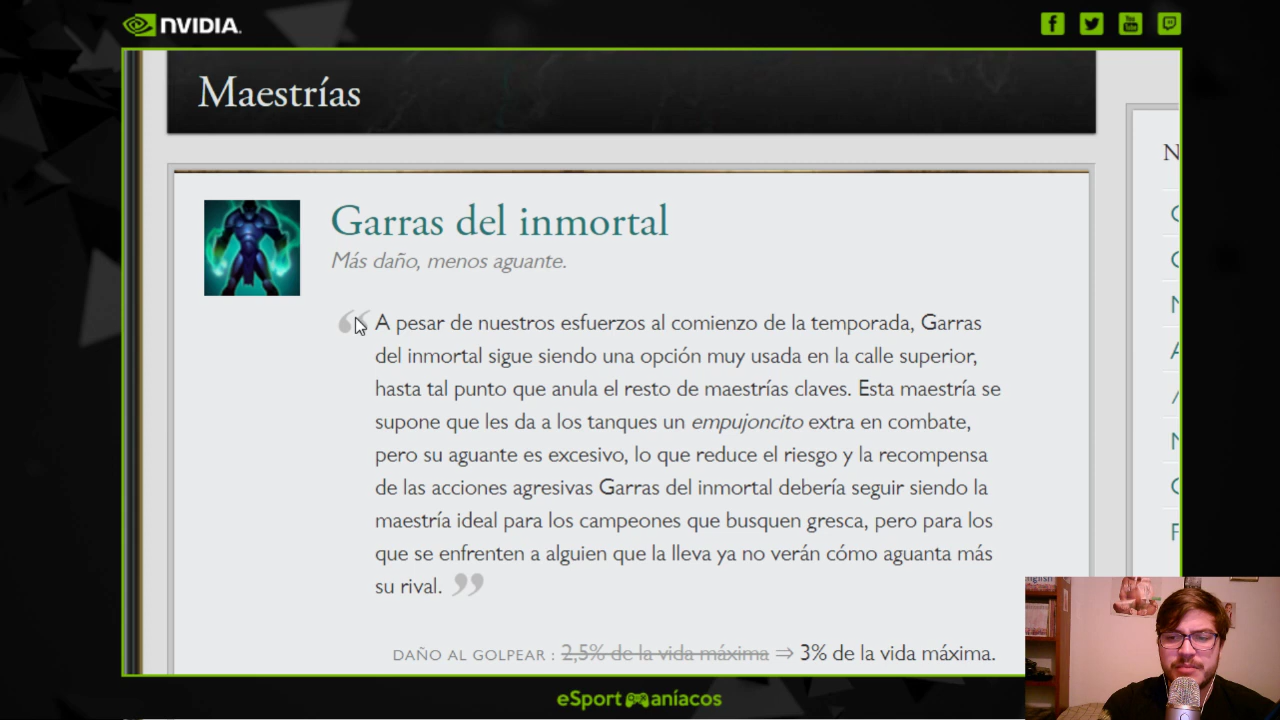 NVIDIA.
Maestrías
N
Garras del inmortal
Más daño, menos aguante.
“A pesar de nuestros esfuerzos al comienzo de la temporada, Garras
del inmortal sigue siendo una opción muy usada en la calle superior,
hasta tal punto que anula el resto de maestrías claves. Esta maestría se
supone que les da a los tanques un empujoncito extra en combate,
pero su aguante es excesivo, lo que reduce el riesgo y la recompensa
de las acciones agresivas Garras del inmortal debería seguir siendo la
maestría ideal para los campeones que busquen gresca, pero para los
que se enfrenten a alguien que la lleva ya no verán cómo aguanta más
su rival.”
DAÑO AL GOLPEAR : 2,5% de la vida máxima ⇒ 3% de la vida máxima.
eSportmaníacos